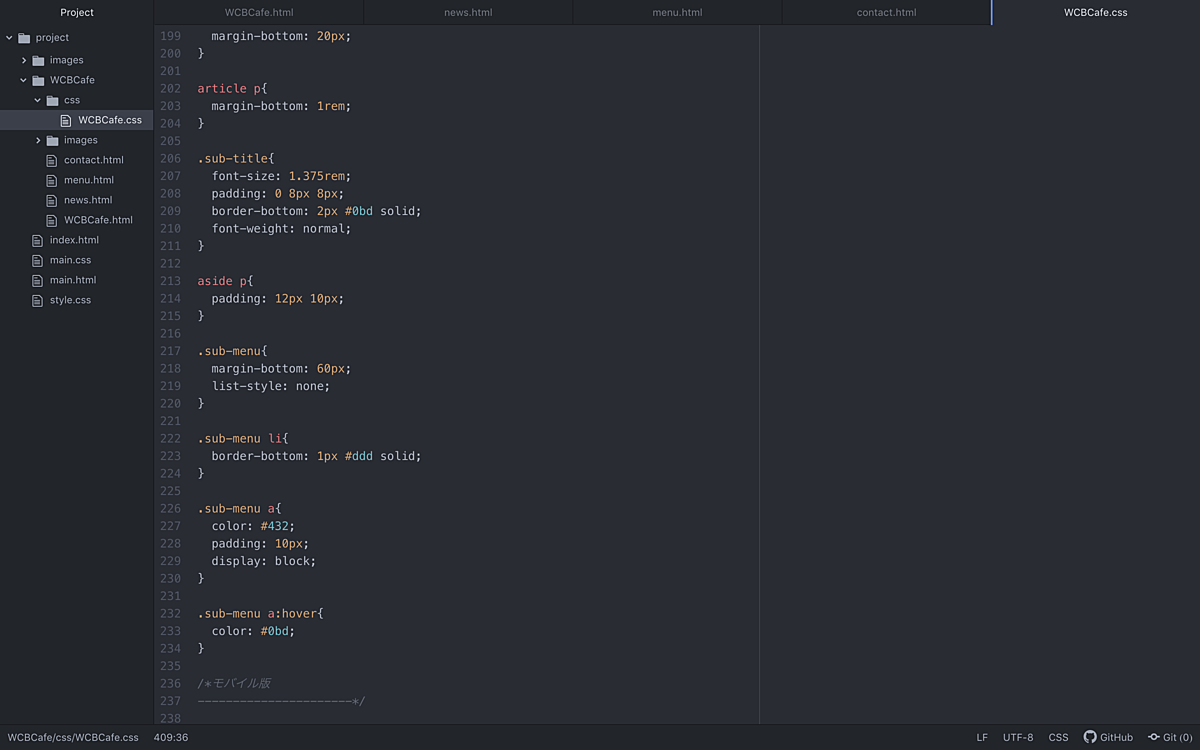 Project
WCBCafe.html
news.html
menu.html
contact.html
WCBCafe.css
project
images
WCBCafe
css
WCBCafe.css
images
contact.html
menu.html
news.html
WCBCafe.html
index.html
main.css
main.html
style.css
199 margin-bottom: 20px;
200 }
201
202 article p{
203 margin-bottom: 1rem;
204 }
205
206 .sub-title{
207 font-size: 1.375rem;
208 padding: 0 8px 8px;
209 border-bottom: 2px #0bd solid;
210 font-weight: normal;
211 }
212
213 aside p{
214 padding: 12px 10px;
215 }
216
217 .sub-menu{
218 margin-bottom: 60px;
219 list-style: none;
220 }
221
222 .sub-menu li{
223 border-bottom: 1px #ddd solid;
224 }
225
226 .sub-menu a{
227 color: #432;
228 padding: 10px;
229 display: block;
230 }
231
232 .sub-menu a:hover{
233 color: #0bd;
234 }
235
236 /*モバイル版
237 ----------------------*/
238
WCBCafe/css/WCBCafe.css 409:36 LF UTF-8 CSS GitHub Git (0)